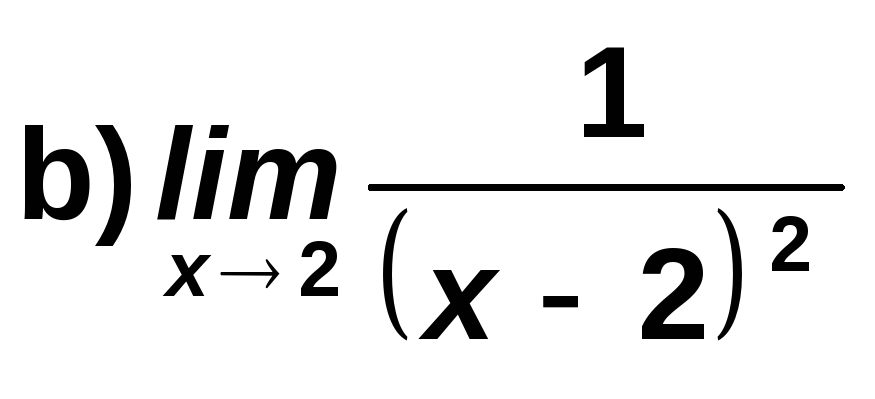 b) lim x → 2 1 / (x - 2)²